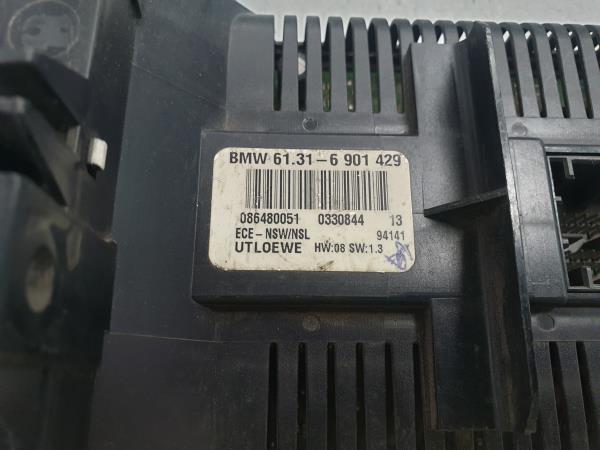 BMW 61.31-6 901 429
086480051 0330844 13
ECE-NSW/NSL 94141
UTLOEWE HW:08 SW:1.3